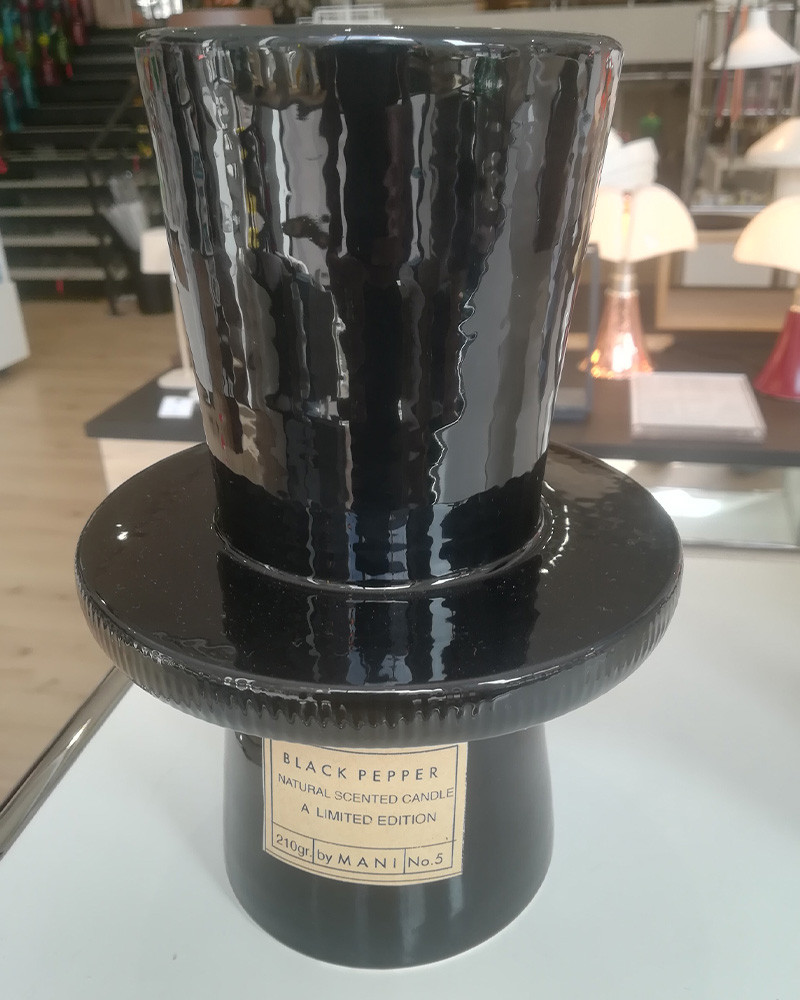 BLACK PEPPER
NATURAL SCENTED CANDLE
A LIMITED EDITION
210gr. by MANI No.5